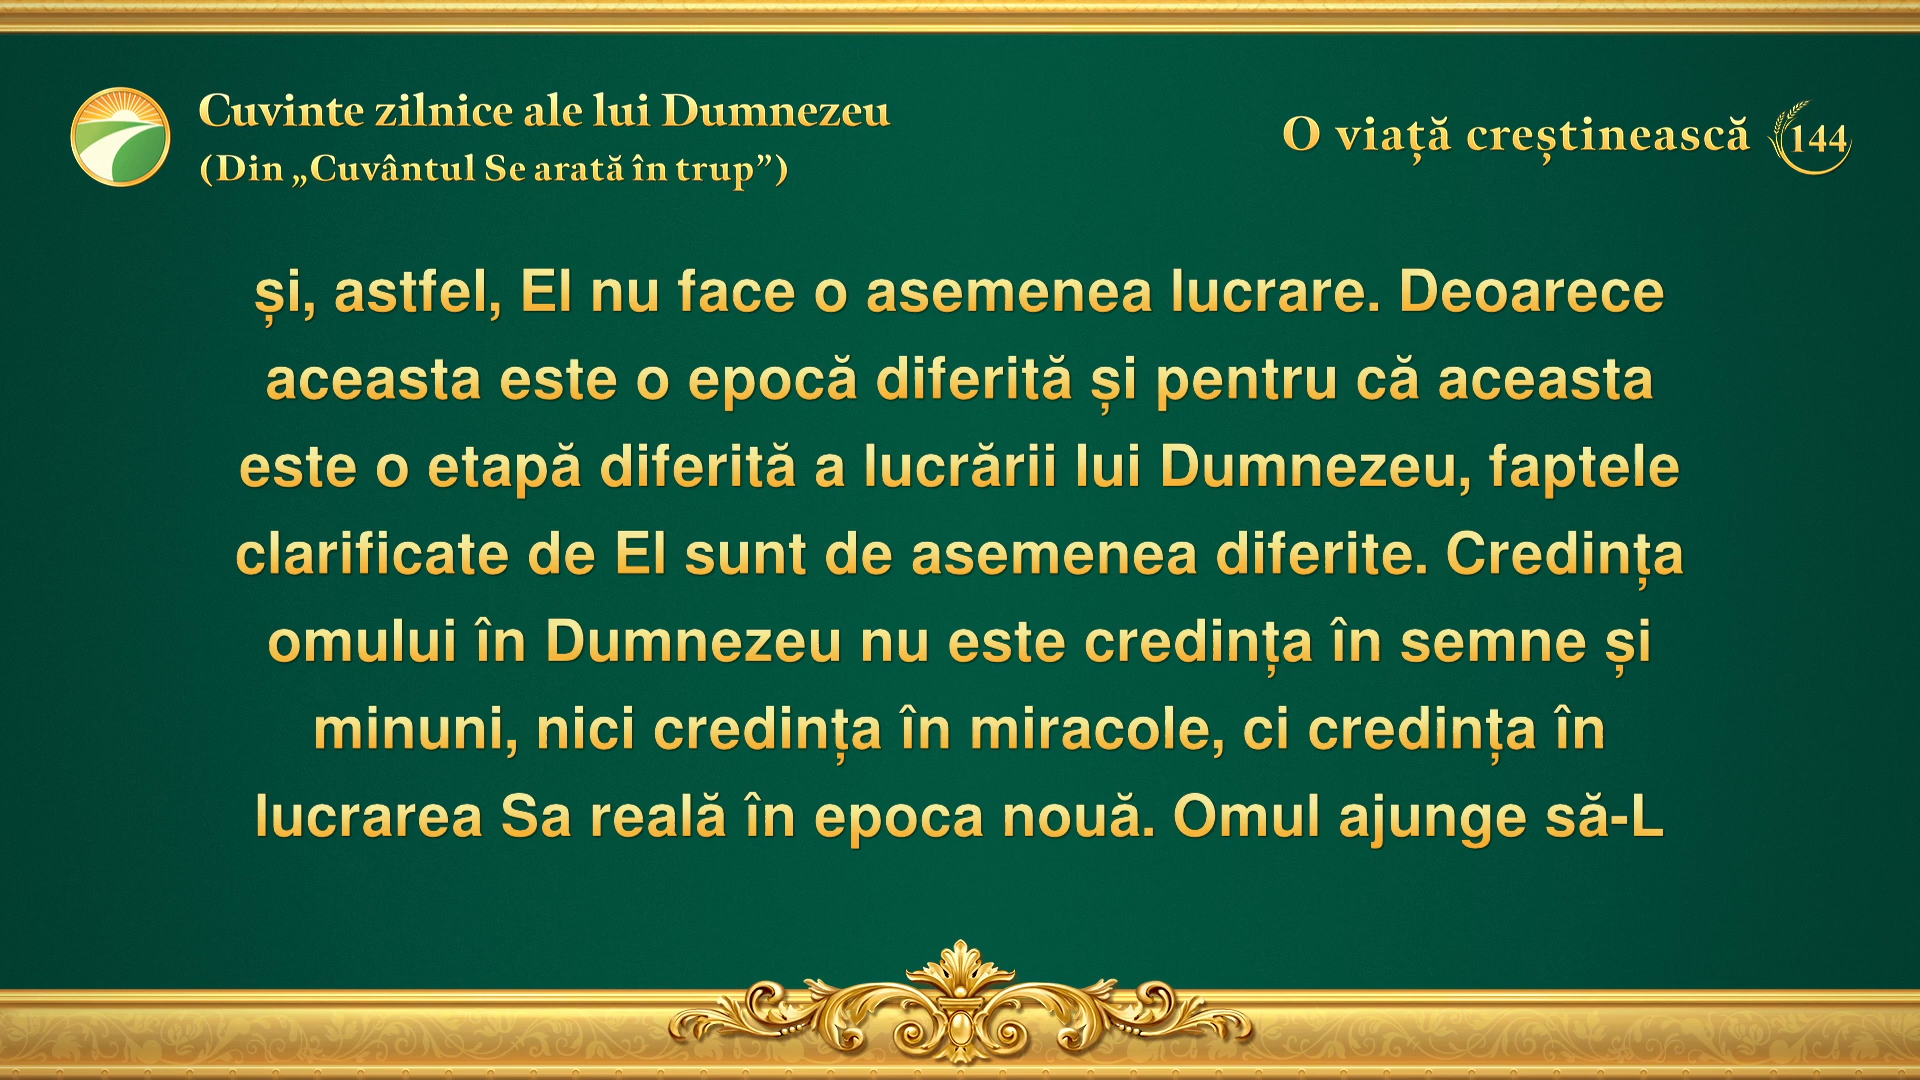 Cuvinte zilnice ale lui Dumnezeu
(Din „Cuvântul Se arată în trup”)
O viață creștinească 144
și, astfel, El nu face o asemenea lucrare. Deoarece
aceasta este o epocă diferită și pentru că aceasta
este o etapă diferită a lucrării lui Dumnezeu, faptele
clarificate de El sunt de asemenea diferite. Credința
omului în Dumnezeu nu este credința în semne și
minuni, nici credința în miracole, ci credința în
lucrarea Sa reală în epoca nouă. Omul ajunge să-L